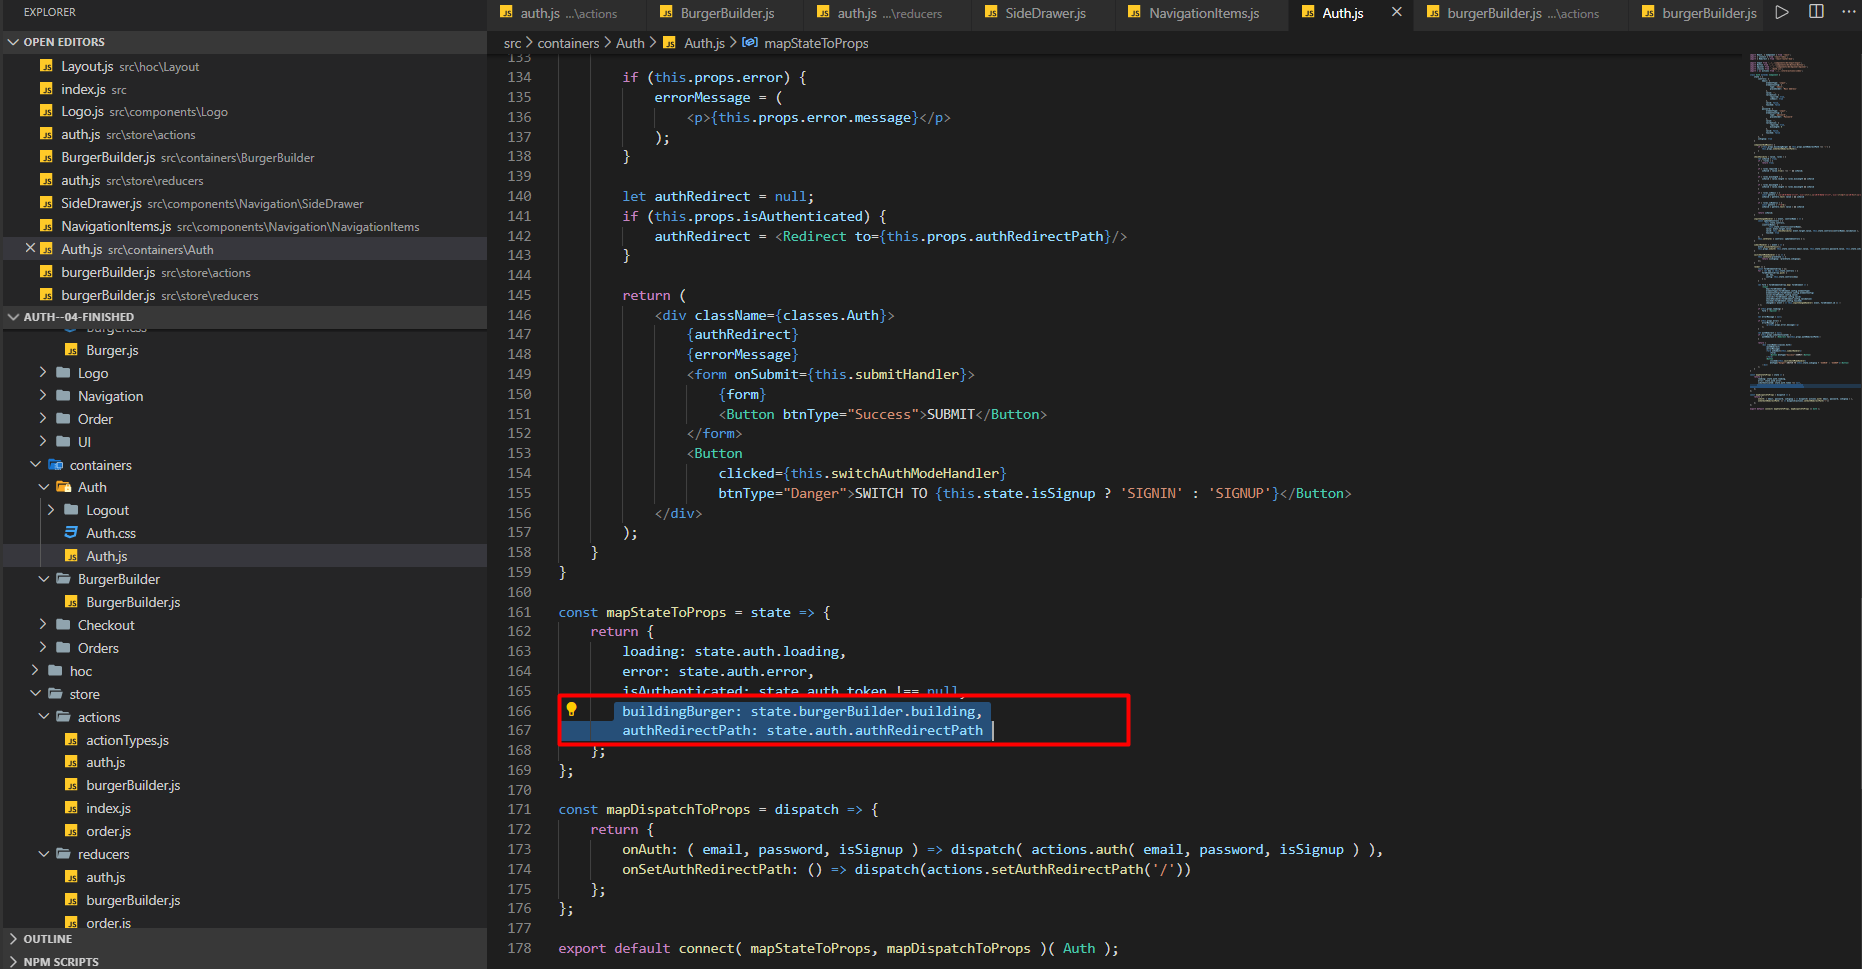 EXPLORER
OPEN EDITORS
Layout.js src\hoc\Layout
index.js src
Logo.js src\components\Logo
auth.js src\store\actions
BurgerBuilder.js src\containers\BurgerBuilder
auth.js src\store\reducers
SideDrawer.js src\components\Navigation\SideDrawer
NavigationItems.js src\components\Navigation\NavigationItems
Auth.js src\containers\Auth
burgerBuilder.js src\store\actions
burgerBuilder.js src\store\reducers
AUTH--04-FINISHED
Burger.css
Burger.js
Logo
Navigation
Order
UI
containers
Auth
Logout
Auth.css
Auth.js
BurgerBuilder
BurgerBuilder.js
Checkout
Orders
hoc
store
actions
actionTypes.js
auth.js
burgerBuilder.js
index.js
order.js
reducers
auth.js
burgerBuilder.js
order.js
OUTLINE
NPM SCRIPTS
auth.js ...\actions BurgerBuilder.js auth.js ...\reducers SideDrawer.js NavigationItems.js Auth.js burgerBuilder.js ...\actions burgerBuilder.js
src > containers > Auth > Auth.js > mapStateToProps
133
134 if (this.props.error) {
135 errorMessage = (
136 <p>{this.props.error.message}</p>
137 );
138 }
139
140 let authRedirect = null;
141 if (this.props.isAuthenticated) {
142 authRedirect = <Redirect to={this.props.authRedirectPath}/>
143 }
144
145 return (
146 <div className={classes.Auth}>
147 {authRedirect}
148 {errorMessage}
149 <form onSubmit={this.submitHandler}>
150 {form}
151 <Button btnType="Success">SUBMIT</Button>
152 </form>
153 <Button
154 clicked={this.switchAuthModeHandler}
155 btnType="Danger">SWITCH TO {this.state.isSignup ? 'SIGNIN' : 'SIGNUP'}</Button>
156 </div>
157 );
158 }
159 }
160
161 const mapStateToProps = state => {
162 return {
163 loading: state.auth.loading,
164 error: state.auth.error,
165 isAuthenticated: state.auth.token !== null,
166 buildingBurger: state.burgerBuilder.building,
167 authRedirectPath: state.auth.authRedirectPath
168 };
169 };
170
171 const mapDispatchToProps = dispatch => {
172 return {
173 onAuth: ( email, password, isSignup ) => dispatch( actions.auth( email, password, isSignup ) ),
174 onSetAuthRedirectPath: () => dispatch(actions.setAuthRedirectPath('/'))
175 };
176 };
177
178 export default connect( mapStateToProps, mapDispatchToProps )( Auth );